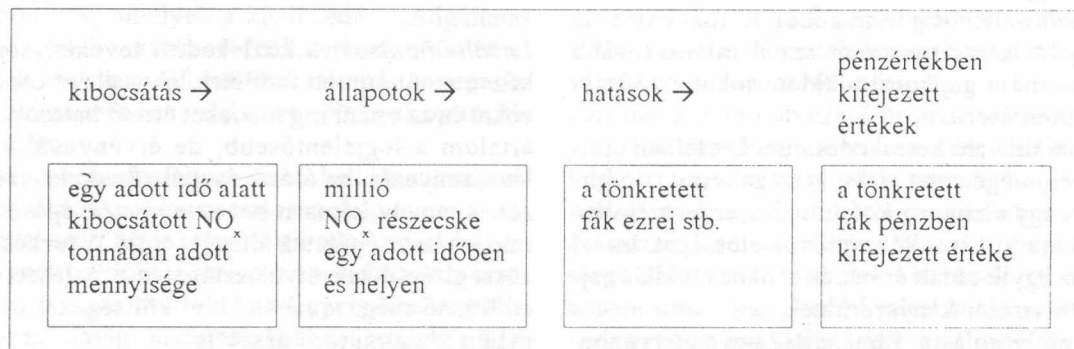 kibocsátás →
állapotok →
hatások →
pénzértékben
kifejezett
értékek
egy adott idő alatt
kibocsátott NOx
tonnában adott
mennyisége
millió
NOx részecske
egy adott időben
és helyen
a tönkretett
fák ezrei stb.
a tönkretett
fák pénzben
kifejezett értéke